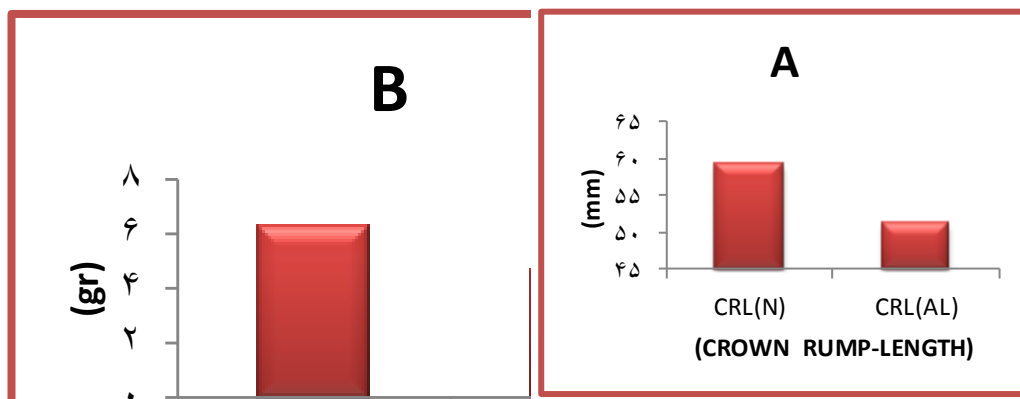 B
۸
۶
۴
۲
(gr)
A
۶۵
۶۰
۵۵
۵۰
۴۵
(mm)
CRL(N)
CRL(AL)
(CROWN RUMP-LENGTH)